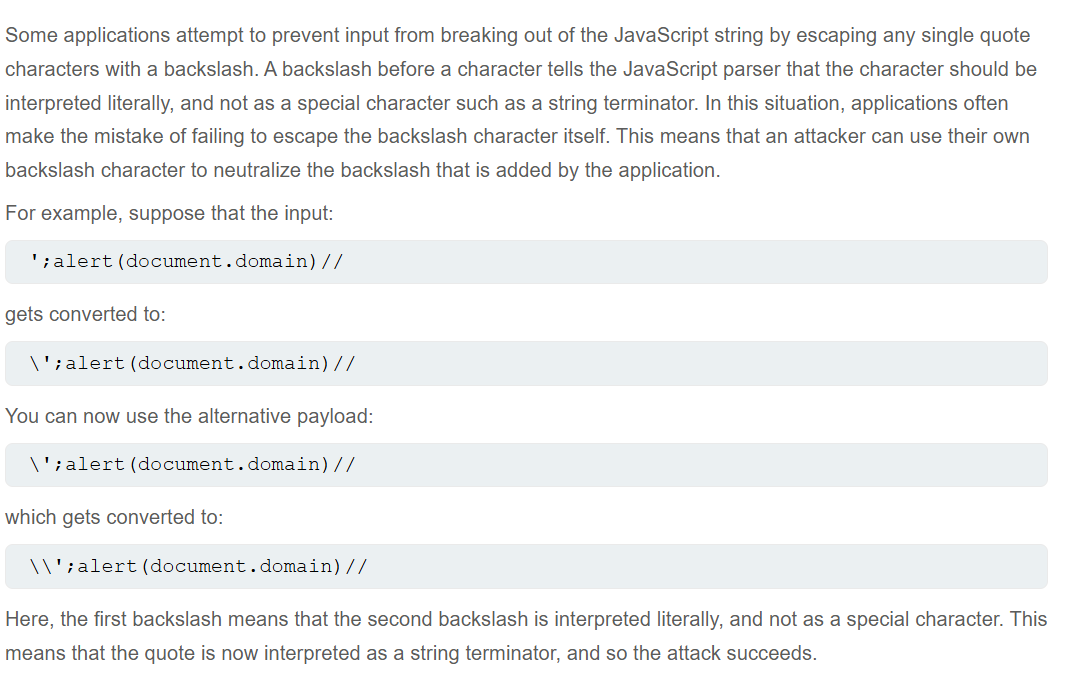 Some applications attempt to prevent input from breaking out of the JavaScript string by escaping any single quote
characters with a backslash. A backslash before a character tells the JavaScript parser that the character should be
interpreted literally, and not as a special character such as a string terminator. In this situation, applications often
make the mistake of failing to escape the backslash character itself. This means that an attacker can use their own
backslash character to neutralize the backslash that is added by the application.
For example, suppose that the input:
';alert(document.domain)//
gets converted to:
\';alert(document.domain)//
You can now use the alternative payload:
\';alert(document.domain)//
which gets converted to:
\\';alert(document.domain)//
Here, the first backslash means that the second backslash is interpreted literally, and not as a special character. This
means that the quote is now interpreted as a string terminator, and so the attack succeeds.